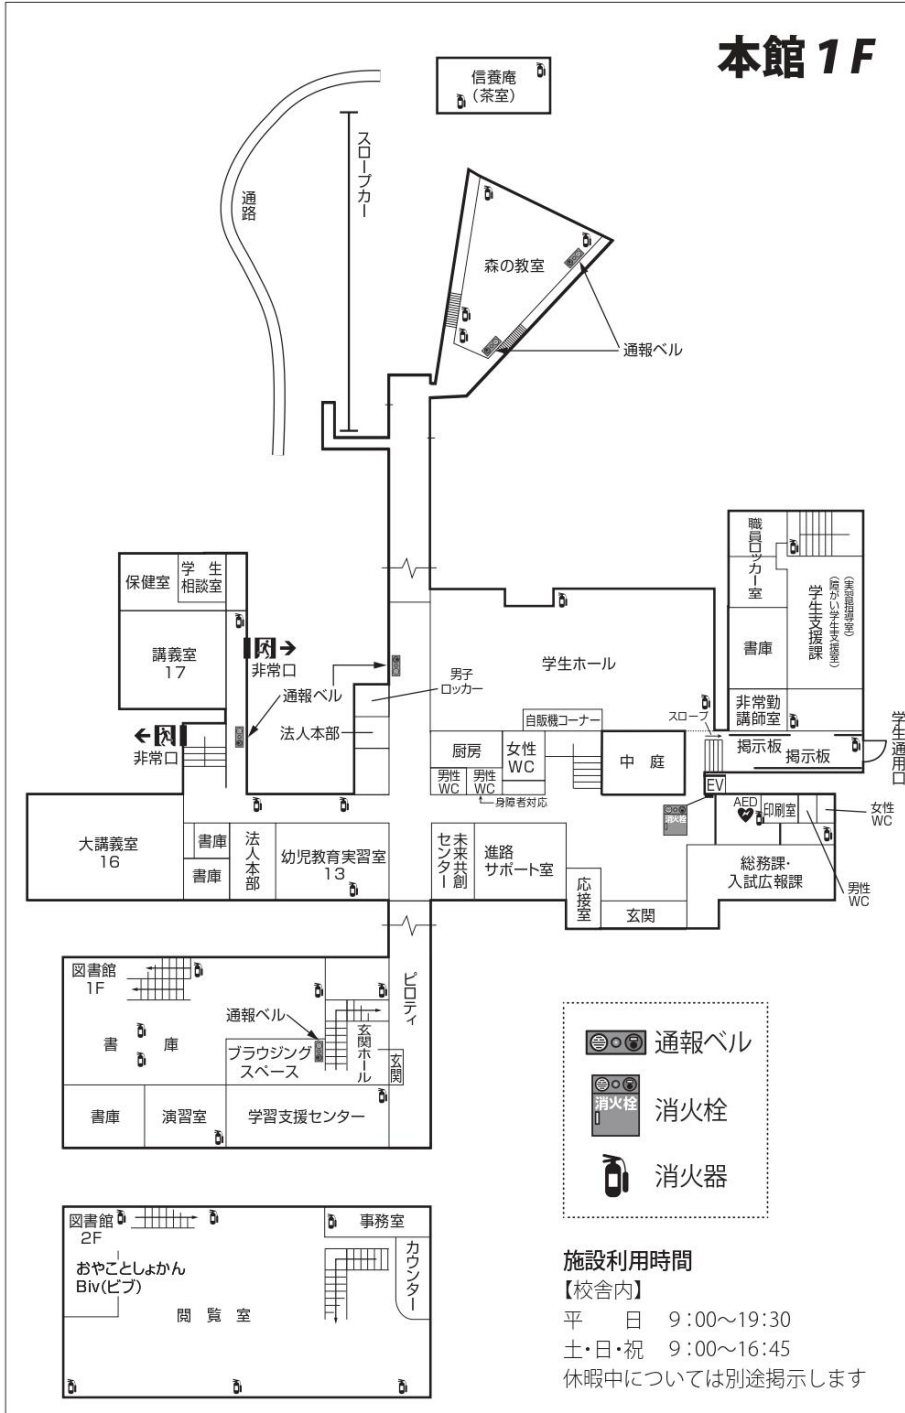 本館1F
信養庵
(茶室)
スロープカー
通路
森の教室
通報ベル
職員ロッカー室
学生支援課
(障がい学生支援室)
(実習指導室)
書庫
非常勤
講師室
保健室
学生
相談室
講義室
17
非常口
通報ベル
非常口
男子
ロッカー
法人本部
学生ホール
自販機コーナー
スロープ
掲示板
掲示板
学生通用口
厨房
女性
WC
男性
WC
男性
WC
身障者対応
中庭
EV
消火栓
AED
印刷室
女性
WC
男性
WC
総務課・
入試広報課
大講義室
16
書庫
書庫
法人本部
幼児教育実習室
13
未来共創
センター
進路
サポート室
応接室
玄関
ピロティ
図書館
1F
書庫
通報ベル
ブラウジング
スペース
玄関ホール
玄関
書庫
演習室
学習支援センター
図書館
2F
おやことしょかん
Biv(ビブ)
閲覧室
事務室
カウンター
通報ベル
消火栓
消火栓
消火器
施設利用時間
【校舎内】
平日 9:00〜19:30
土・日・祝 9:00〜16:45
休暇中については別途掲示します